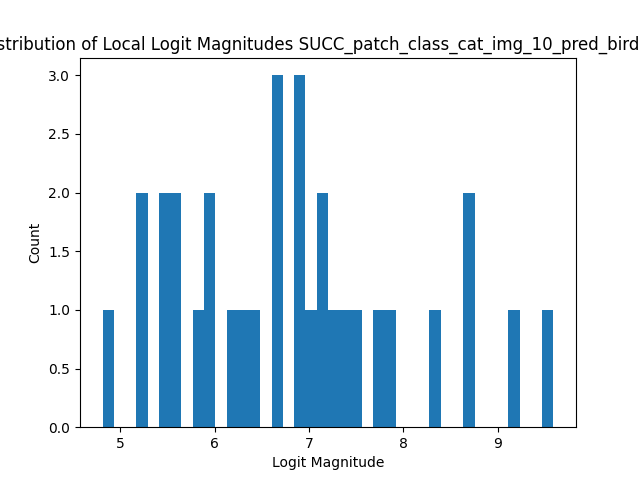 stribution of Local Logit Magnitudes SUCC_patch_class_cat_img_10_pred_bird
3.0
2.5
2.0
1.5
1.0
0.5
0.0
Count
5 6 7 8 9
Logit Magnitude